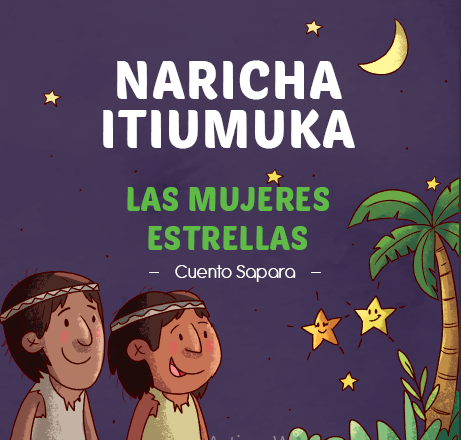 NARICHA
ITIUMUKA
LAS MUJERES
ESTRELLAS
– Cuento Sapara –